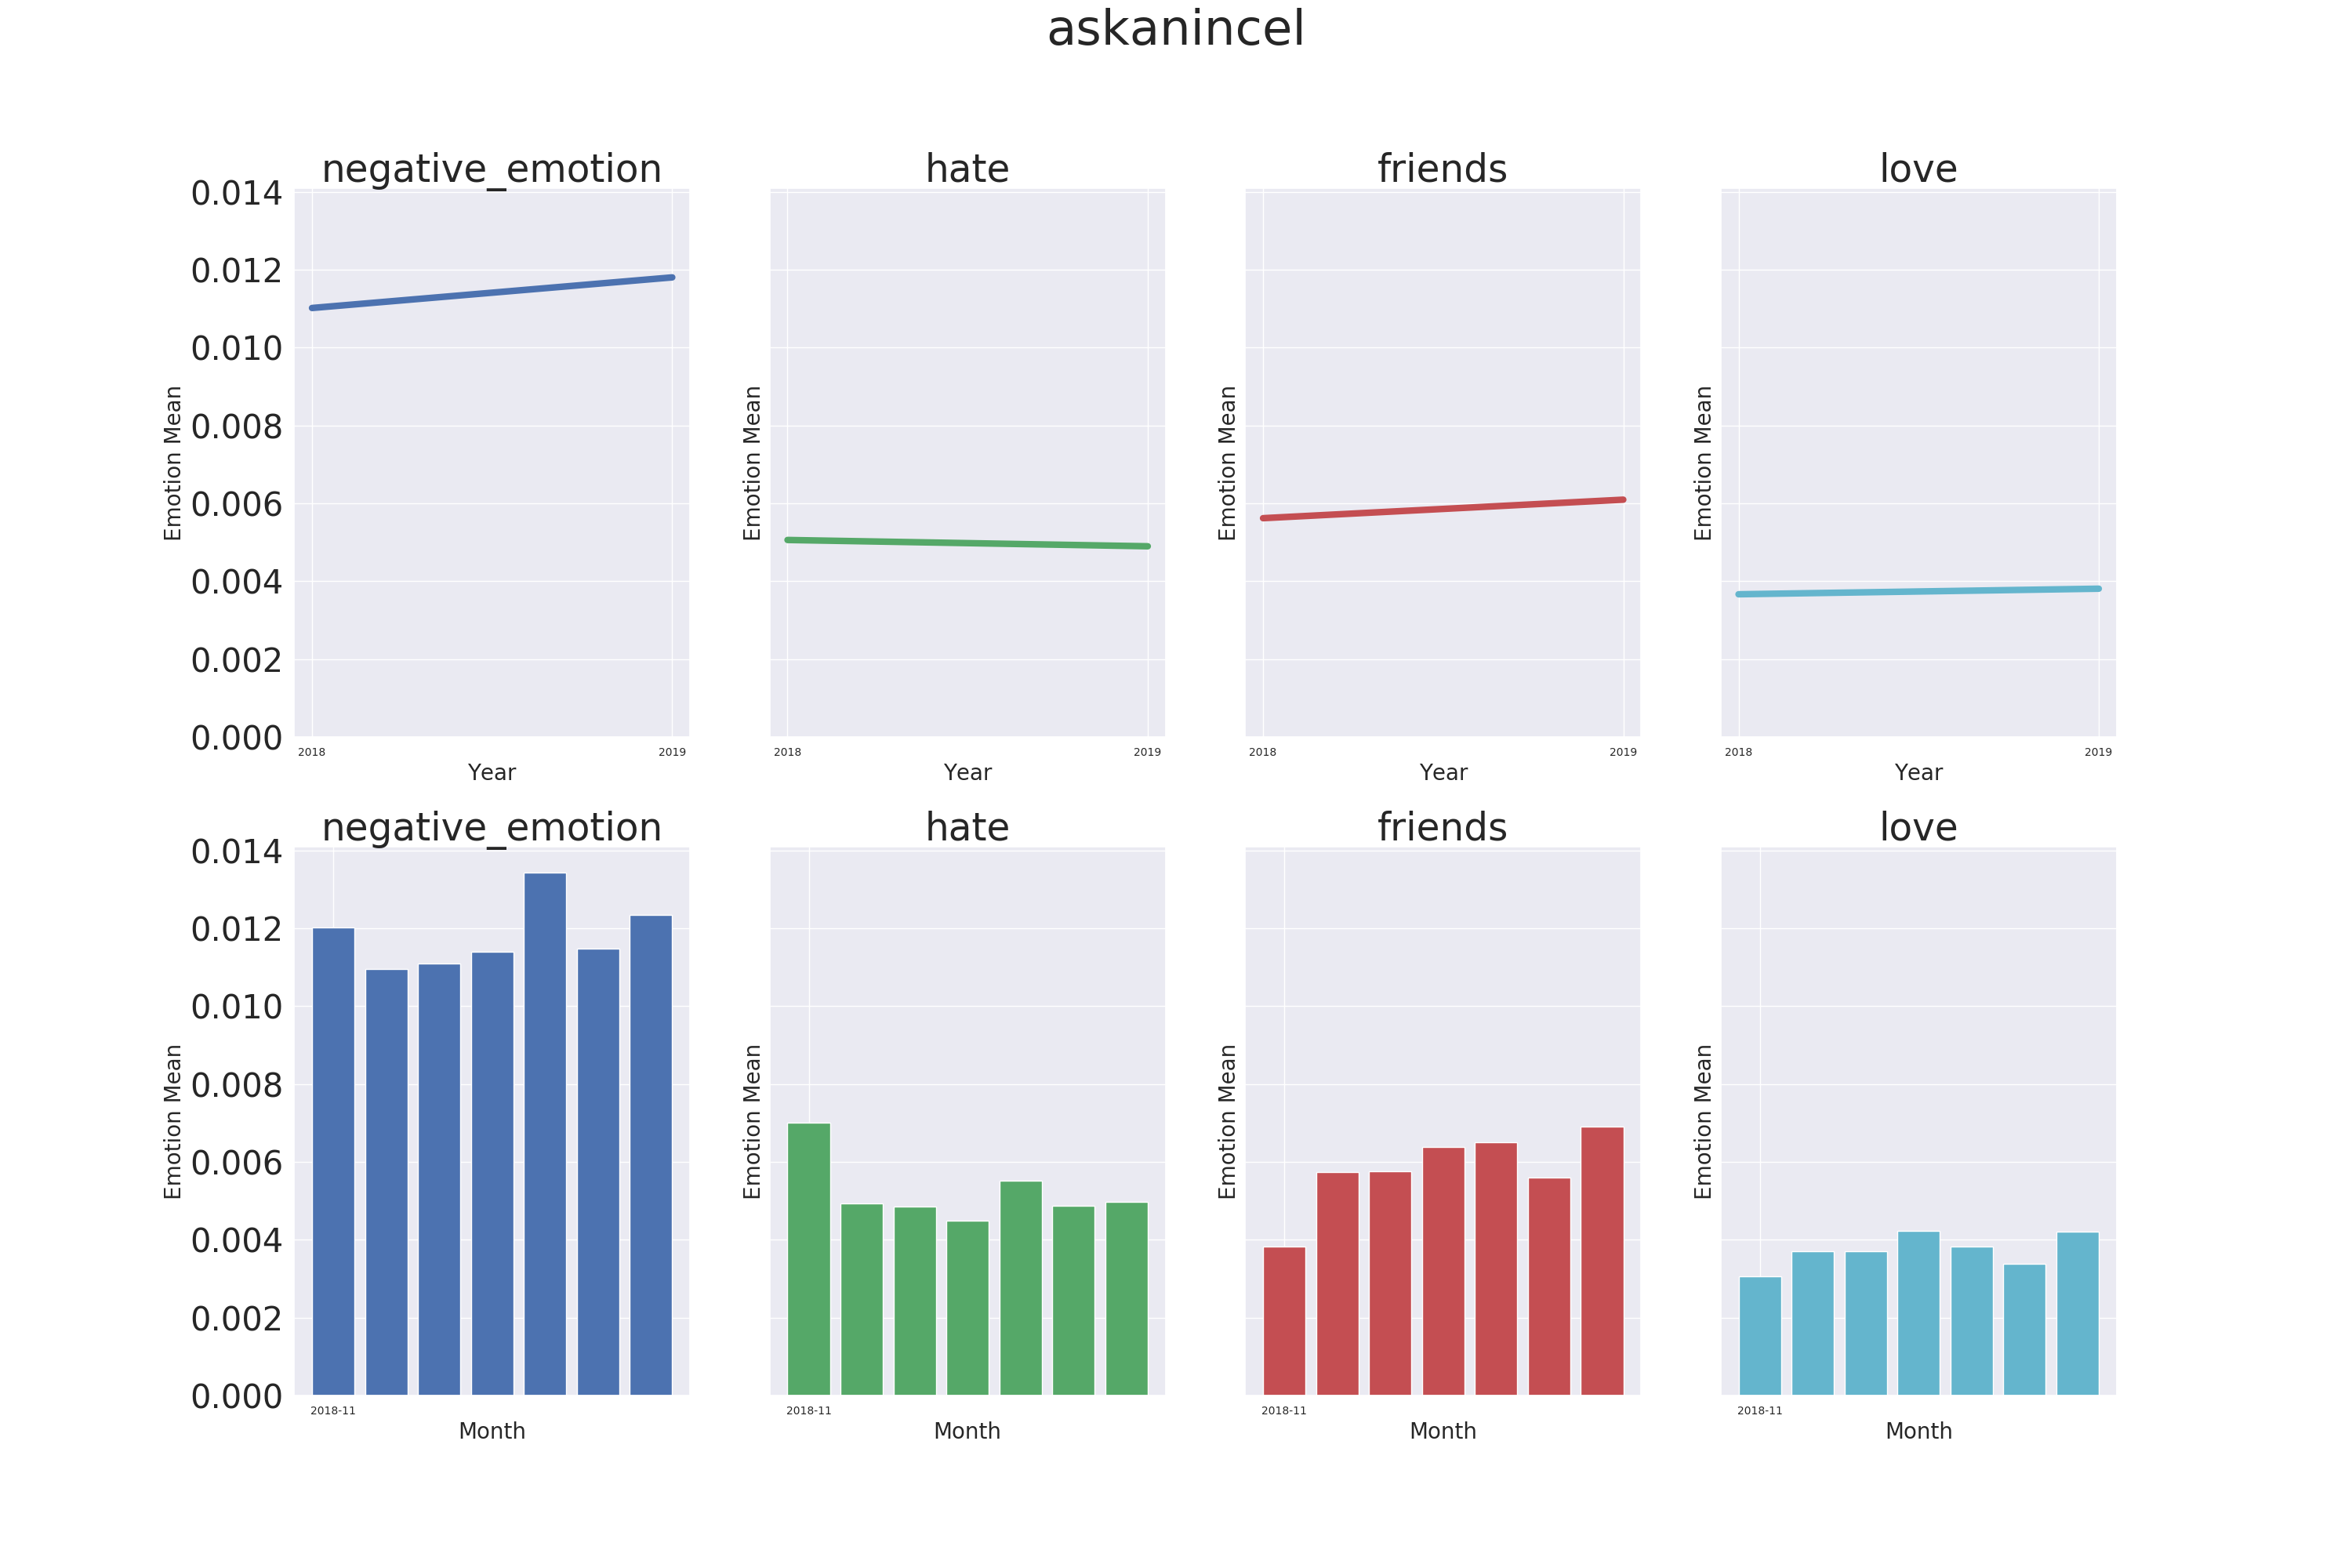 askanincel
negative_emotion
hate
friends
love
0.014
0.012
0.010
0.008
0.006
0.004
0.002
0.000
Emotion Mean
Emotion Mean
Emotion Mean
Emotion Mean
2018 2019
2018 2019
2018 2019
2018 2019
Year
Year
Year
Year
negative_emotion
hate
friends
love
0.014
0.012
0.010
0.008
0.006
0.004
0.002
0.000
Emotion Mean
Emotion Mean
Emotion Mean
Emotion Mean
2018-11
2018-11
2018-11
2018-11
Month
Month
Month
Month